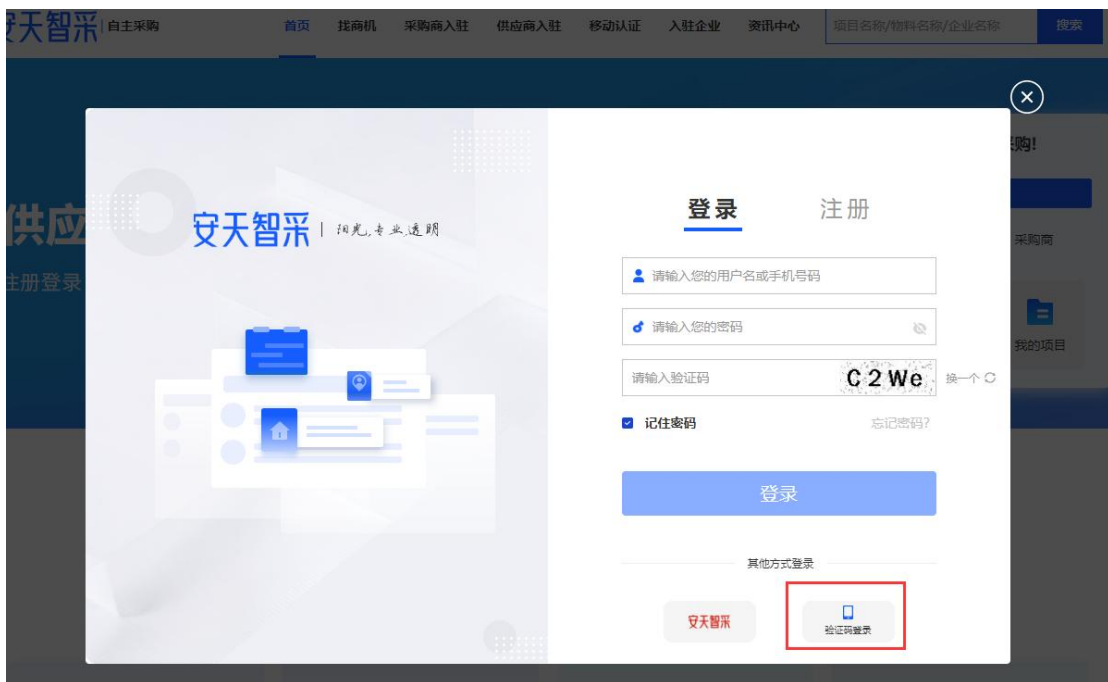 安天智采 自主采购 首页 找商机 采购商入驻 供应商入驻 移动认证 入驻企业 资讯中心 项目名称/物料名称/企业名称 搜索
采购!
供应
采购商
注册登录
我的项目
安天智采 阳光,专业,透明
登录 注册
请输入您的用户名或手机号码
请输入您的密码
请输入验证码 C2We 换一个
记住密码 忘记密码?
登录
其他方式登录
安天智采 验证码登录